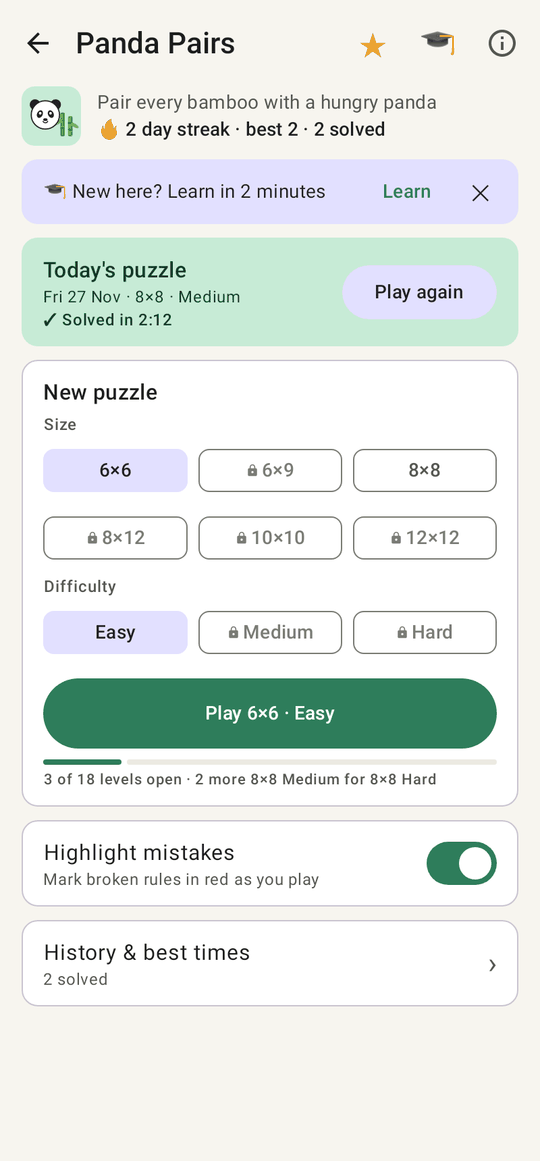 Panda Pairs
Pair every bamboo with a hungry panda
2 day streak · best 2 · 2 solved
New here? Learn in 2 minutes
Learn
Today's puzzle
Fri 27 Nov · 8×8 · Medium
✓ Solved in 2:12
Play again
New puzzle
Size
6×6
6×9
8×8
8×12
10×10
12×12
Difficulty
Easy
Medium
Hard
Play 6×6 · Easy
3 of 18 levels open · 2 more 8×8 Medium for 8×8 Hard
Highlight mistakes
Mark broken rules in red as you play
History & best times
2 solved